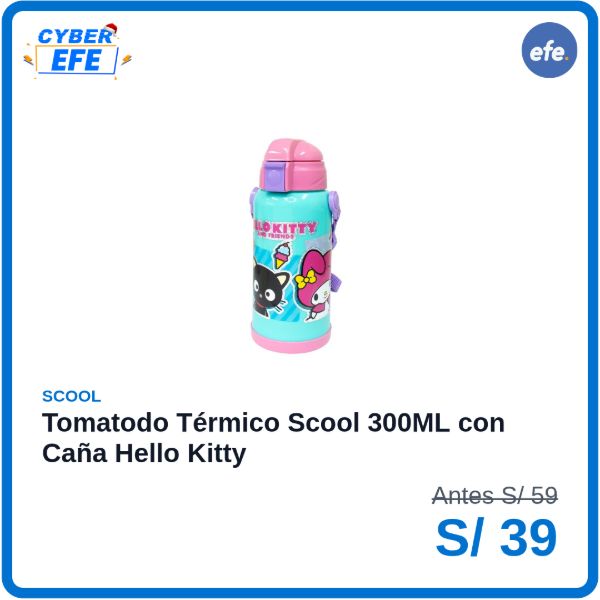 CYBER
EFE
efe.
HELLO KITTY
AND FRIENDS
SCOOL
Tomatodo Térmico Scool 300ML con
Caña Hello Kitty
Antes S/ 59
S/ 39